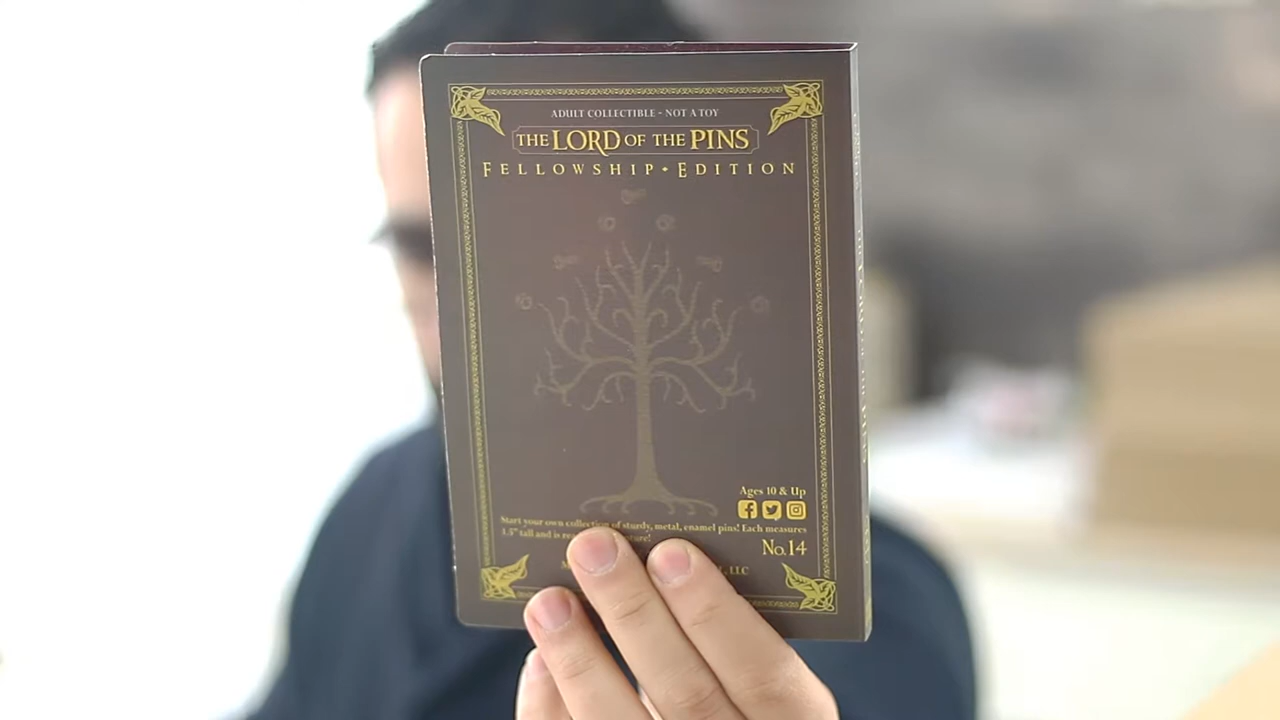 ADULT COLLECTIBLE - NOT A TOY
THE LORD OF THE PINS
FELLOWSHIP • EDITION
Ages 10 & Up
Start your own collection of sturdy, metal, enamel pins! Each measures
1.5" tall and is
No.14
LLC